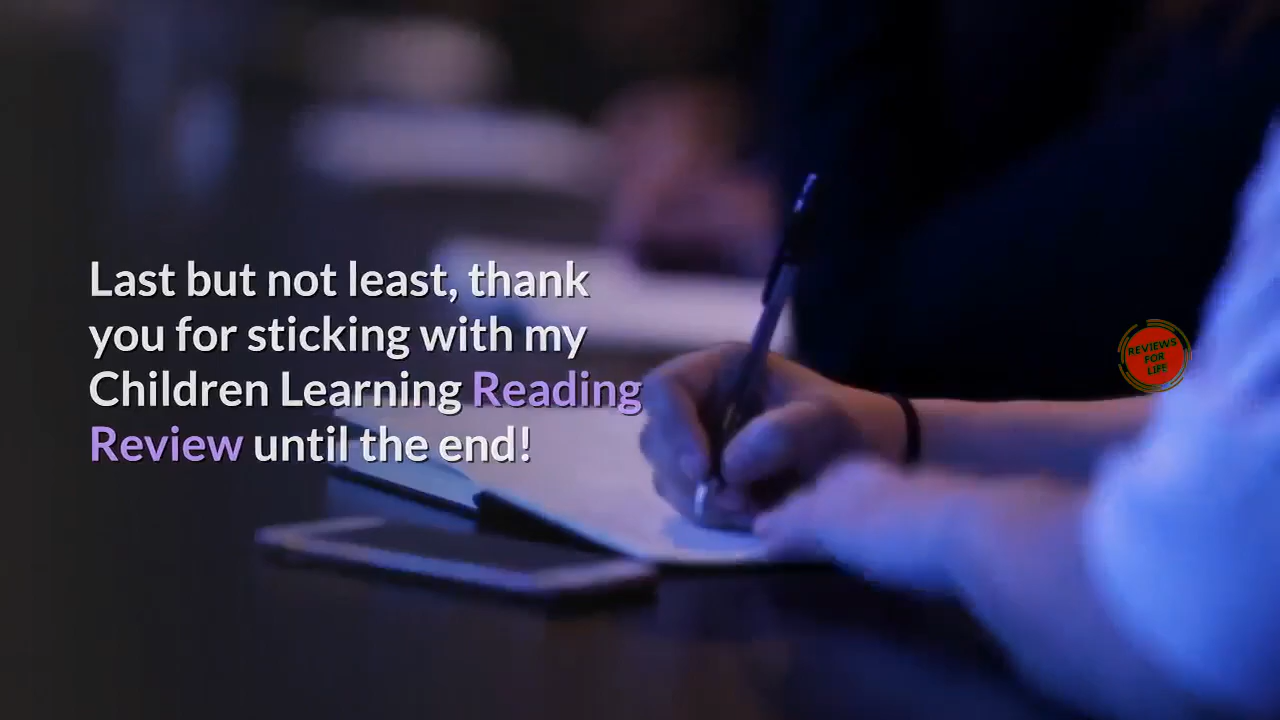 Last but not least, thank
you for sticking with my
Children Learning Reading
Review until the end!
REVIEWS
FOR
LIFE